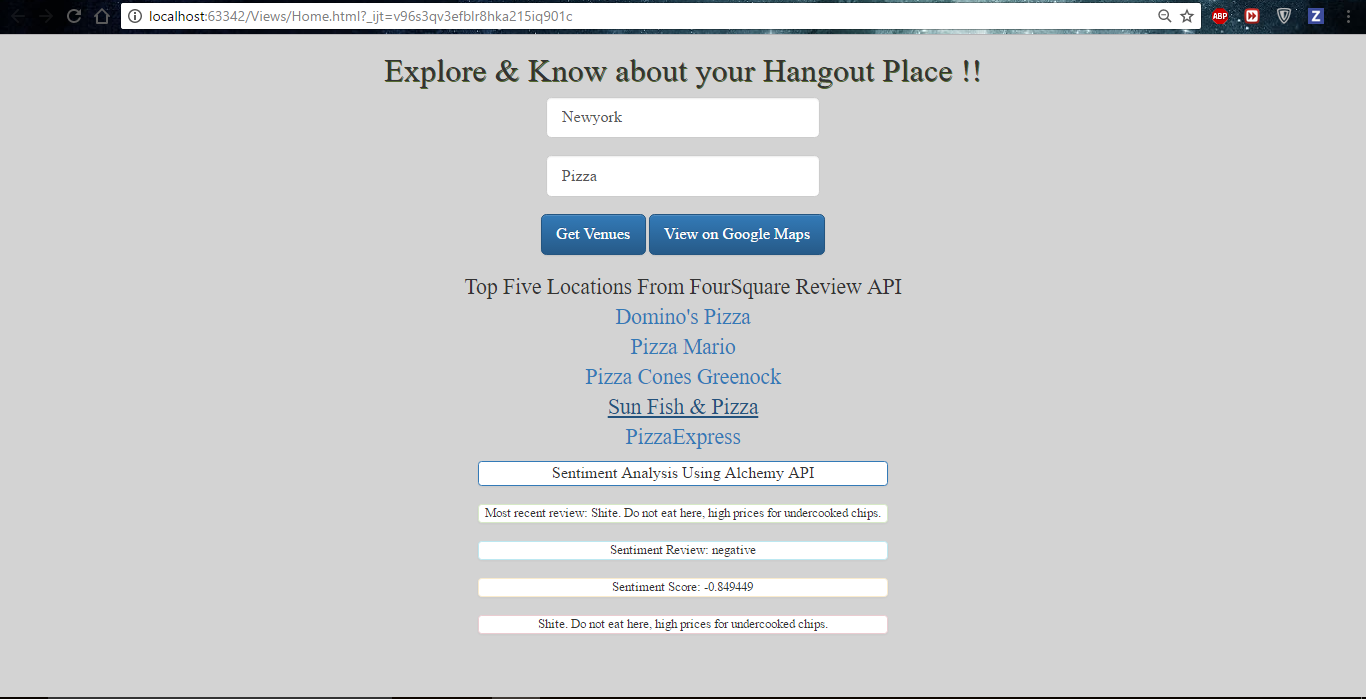 localhost:63342/Views/Home.html?_ijt=v96s3qv3efblr8hka215iq901c
ABP
Z
Explore & Know about your Hangout Place !!
Newyork
Pizza
Get Venues View on Google Maps
Top Five Locations From FourSquare Review API
Domino's Pizza
Pizza Mario
Pizza Cones Greenock
Sun Fish & Pizza
PizzaExpress
Sentiment Analysis Using Alchemy API
Most recent review: Shite. Do not eat here, high prices for undercooked chips.
Sentiment Review: negative
Sentiment Score: -0.849449
Shite. Do not eat here, high prices for undercooked chips.